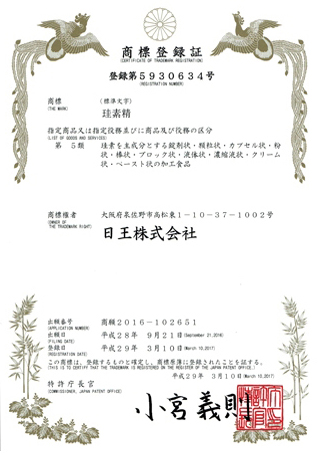 商標登録証
(CERTIFICATE OF TRADEMARK REGISTRATION)
登録第5930634号
(REGISTRATION NUMBER)
商標
(THE MARK)
(標準文字)
珪素精
指定商品又は指定役務並びに商品及び役務の区分
(LIST OF GOODS AND SERVICES)
第 5類 珪素を主成分とする錠剤状・顆粒状・カプセル状・粉
状・棒状・ブロック状・液体状・濃縮液状・クリーム
状・ペースト状の加工食品
商標権者
(OWNER OF THE TRADEMARK RIGHT)
大阪府泉佐野市高松東1-10-37-1002号
日王株式会社
出願番号 商願2016-102651
(APPLICATION NUMBER)
出願日 平成28年 9月21日(September 21,2016)
(FILING DATE)
登録日 平成29年 3月10日(March 10,2017)
(REGISTRATION DATE)
この商標は、登録するものと確定し、商標原簿に登録されたことを証する。
(THIS IS TO CERTIFY THAT THE TRADEMARK IS REGISTERED ON THE REGISTER OF THE JAPAN PATENT OFFICE.)
平成29年 3月10日(March 10,2017)
特許庁長官
(COMMISSIONER, JAPAN PATENT OFFICE)
小宮義則